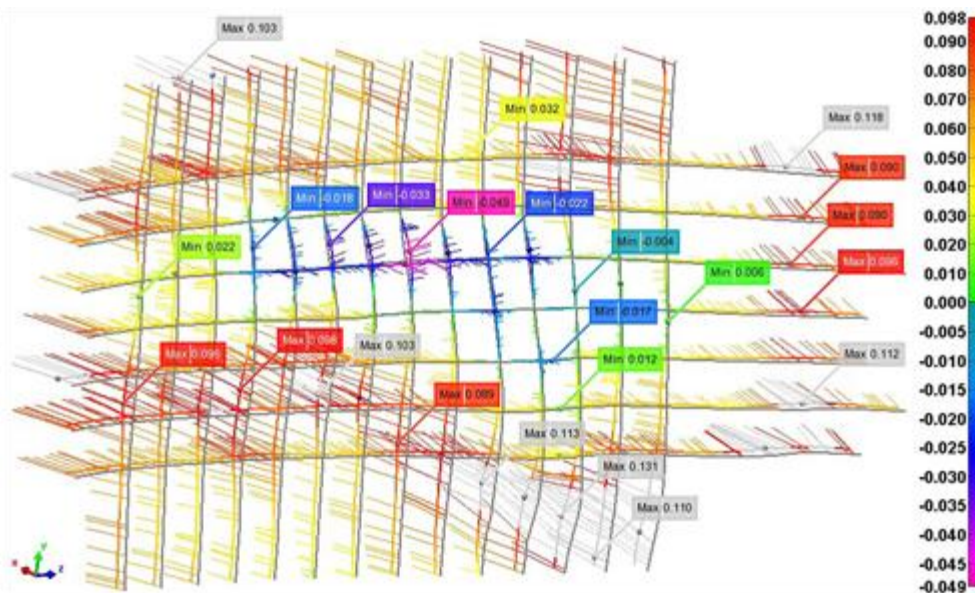 Max 0.103
0.098
0.090
0.080
0.070
Min 0.032
Max 0.118
0.060
0.050
Max 0.090
0.040
Min -0.018
Min -0.033
Min -0.049
Min -0.022
Max 0.090
0.030
Min 0.022
Min -0.004
0.020
Max 0.096
Min 0.006
0.010
0.000
Min -0.017
-0.005
Max 0.098
Max 0.103
Max 0.112
-0.010
Max 0.095
Min 0.012
-0.015
Max 0.089
-0.020
Max 0.113
-0.025
Max 0.131
-0.030
Max 0.110
-0.035
-0.040
Y
X
Z
-0.045
-0.049